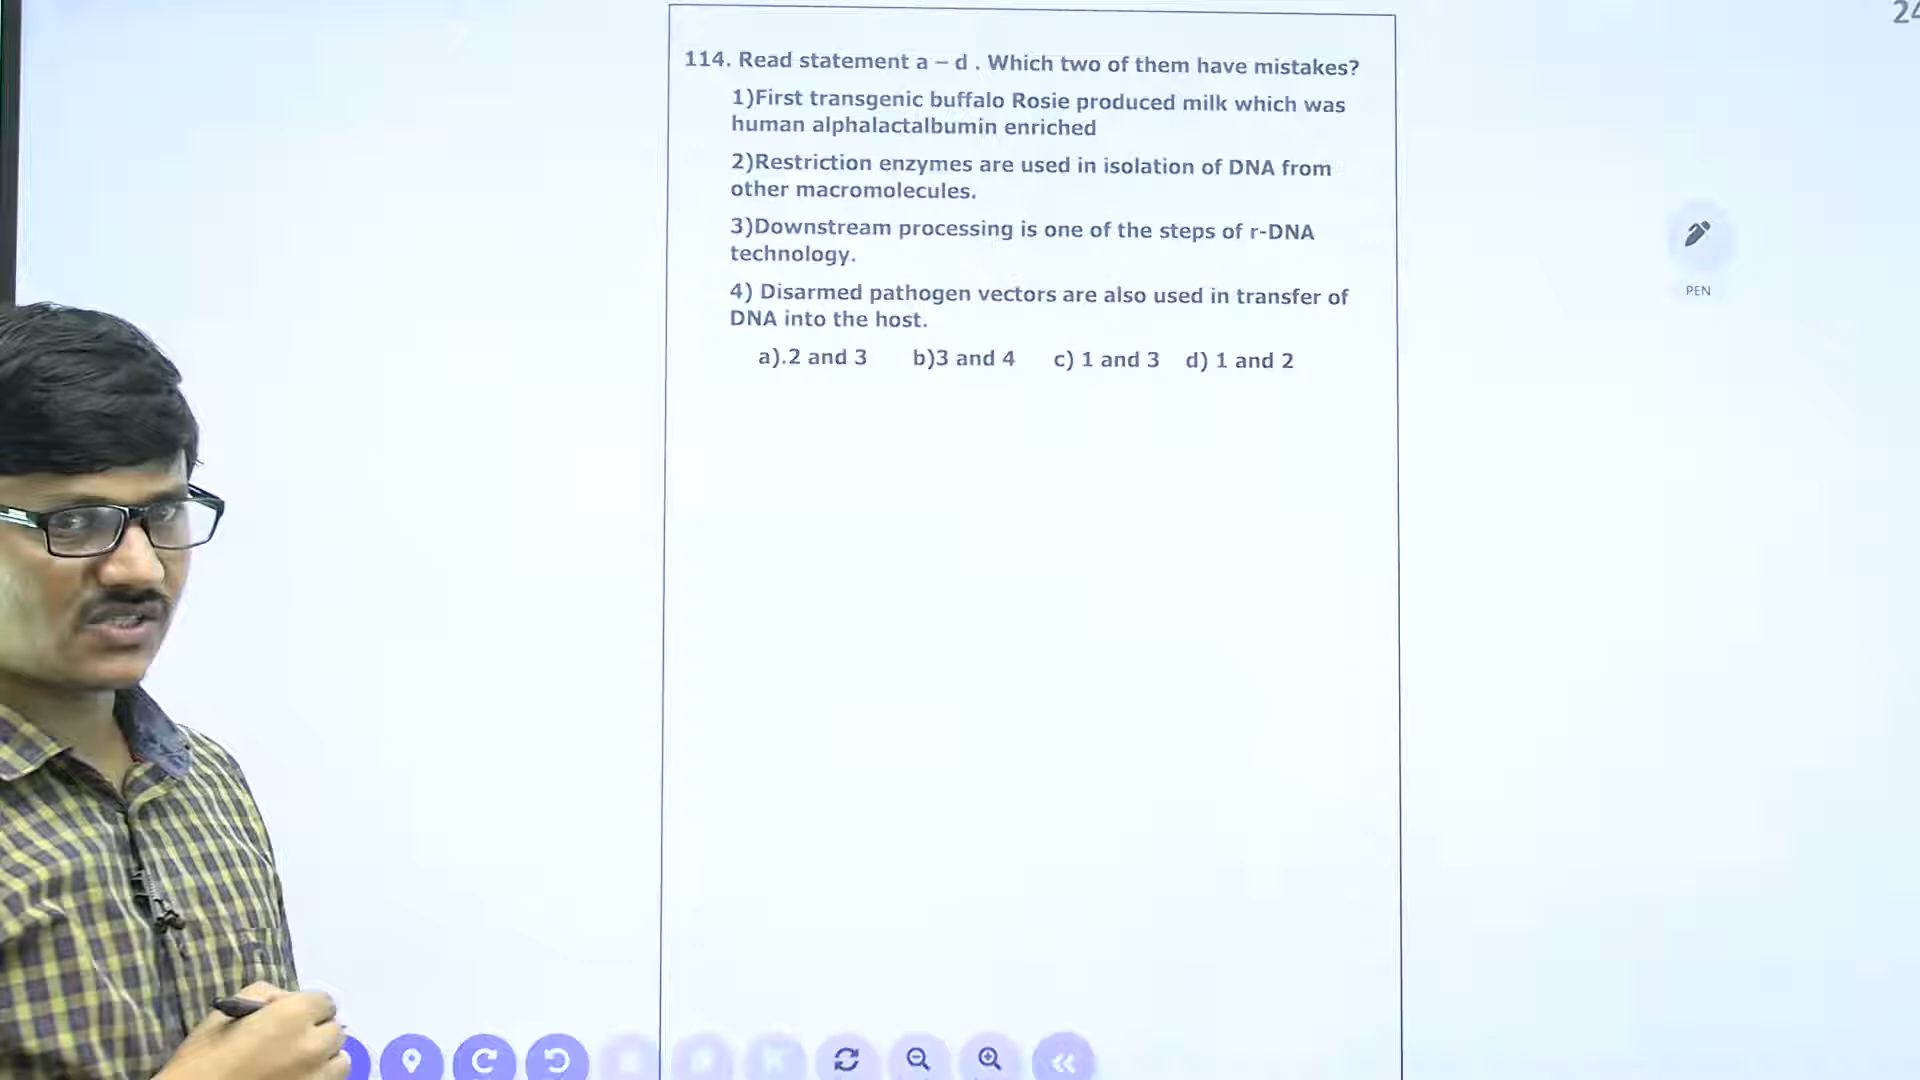 24
114. Read statement a – d . Which two of them have mistakes?
1)First transgenic buffalo Rosie produced milk which was
human alphalactalbumin enriched
2)Restriction enzymes are used in isolation of DNA from
other macromolecules.
3)Downstream processing is one of the steps of r-DNA
technology.
4) Disarmed pathogen vectors are also used in transfer of
DNA into the host.
a).2 and 3 b)3 and 4 c) 1 and 3 d) 1 and 2
PEN